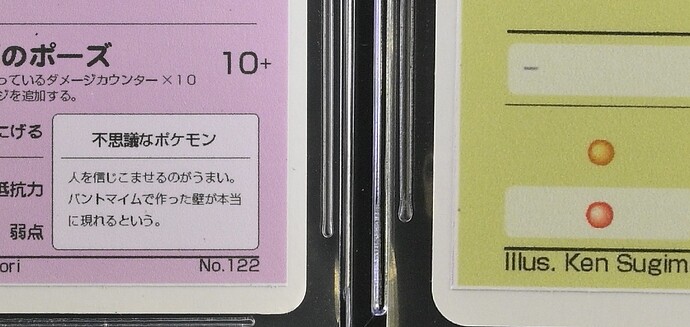 のポーズ 10+
っているダメージカウンター×10
ジを追加する。
にげる
抵抗力
弱点
不思議なポケモン
人を信じこませるのがうまい。
パントマイムで作った壁が本当
に現れるという。
ori
No.122
Illus. Ken Sugim